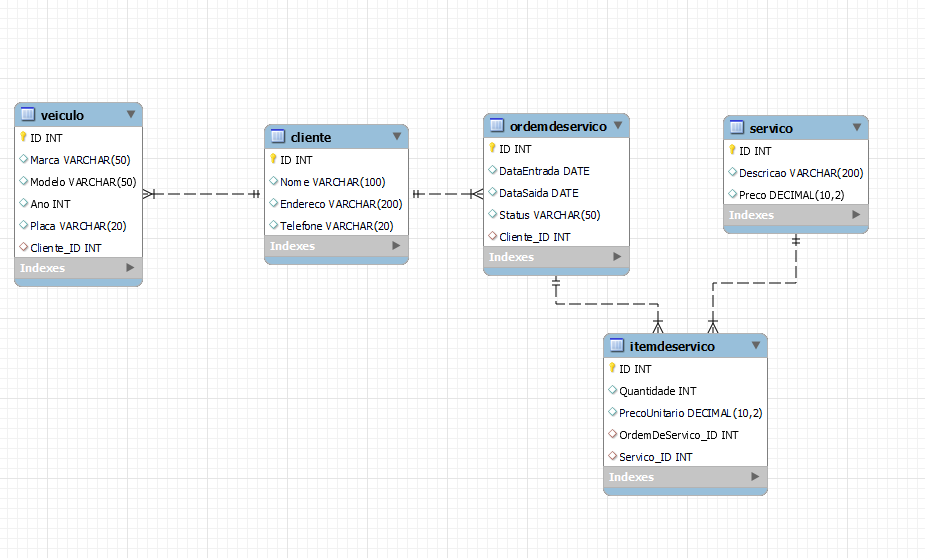 veiculo
ID INT
Marca VARCHAR(50)
Modelo VARCHAR(50)
Ano INT
Placa VARCHAR(20)
Cliente_ID INT
Indexes
cliente
ID INT
Nome VARCHAR(100)
Endereco VARCHAR(200)
Telefone VARCHAR(20)
Indexes
ordemdeservico
ID INT
DataEntrada DATE
DataSaida DATE
Status VARCHAR(50)
Cliente_ID INT
Indexes
servico
ID INT
Descricao VARCHAR(200)
Preco DECIMAL(10,2)
Indexes
itemdeservico
ID INT
Quantidade INT
PrecoUnitario DECIMAL(10,2)
OrdemDeServico_ID INT
Servico_ID INT
Indexes